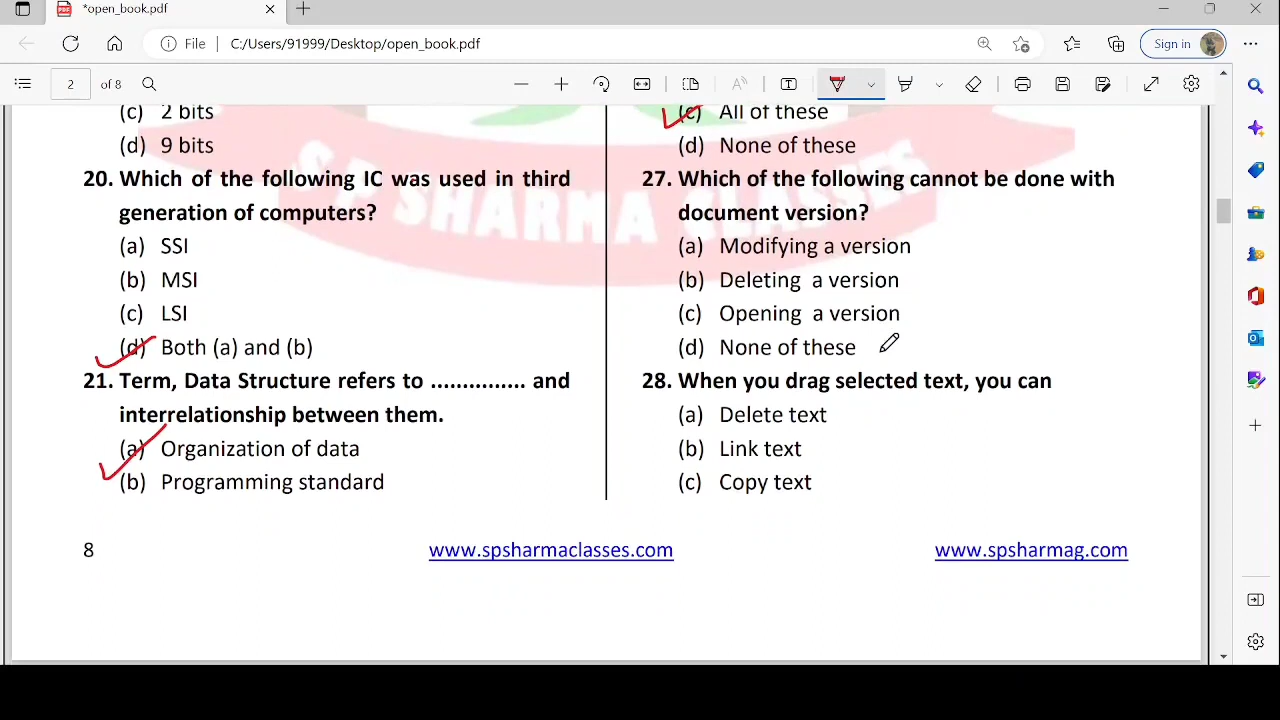 *open_book.pdf
File
C:/Users/91999/Desktop/open_book.pdf
Sign in
2
of 8
(c) 2 bits
(d) 9 bits
20. Which of the following IC was used in third
generation of computers?
(a) SSI
(b) MSI
(c) LSI
(d) Both (a) and (b)
21. Term, Data Structure refers to ............... and
interrelationship between them.
(a) Organization of data
(b) Programming standard
(c) All of these
(d) None of these
27. Which of the following cannot be done with
document version?
(a) Modifying a version
(b) Deleting a version
(c) Opening a version
(d) None of these
28. When you drag selected text, you can
(a) Delete text
(b) Link text
(c) Copy text
S P SHARMA CLASSES
8
www.spsharmaclasses.com
www.spsharmag.com